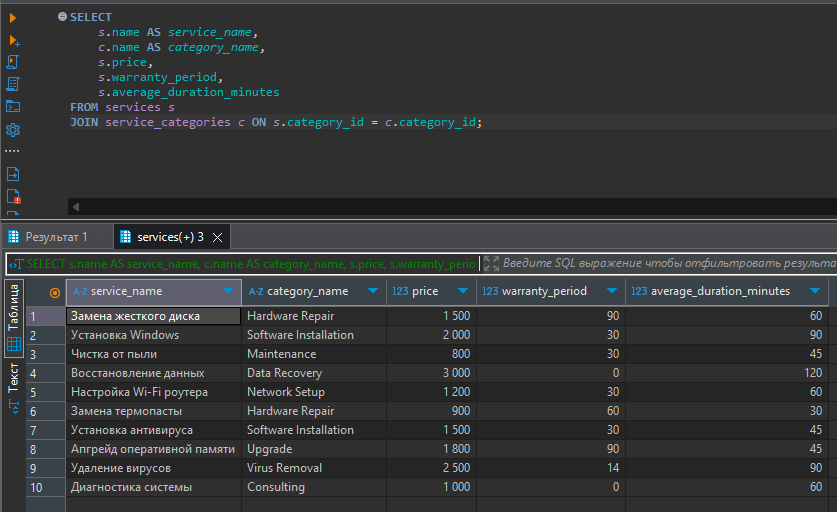 SELECT
s.name AS service_name,
c.name AS category_name,
s.price,
s.warranty_period,
s.average_duration_minutes
FROM services s
JOIN service_categories c ON s.category_id = c.category_id;
Результат 1
services(+) 3
SELECT s.name AS service_name, c.name AS category_name, s.price, s.warranty_perio
Введите SQL выражение чтобы отфильтровать результа
Таблица
Текст
A-Z service_name A-Z category_name 123 price 123 warranty_period 123 average_duration_minutes
1 Замена жесткого диска Hardware Repair 1 500 90 60
2 Установка Windows Software Installation 2 000 30 90
3 Чистка от пыли Maintenance 800 30 45
4 Восстановление данных Data Recovery 3 000 0 120
5 Настройка Wi-Fi роутера Network Setup 1 200 30 60
6 Замена термопасты Hardware Repair 900 60 30
7 Установка антивируса Software Installation 1 500 30 45
8 Апгрейд оперативной памяти Upgrade 1 800 90 45
9 Удаление вирусов Virus Removal 2 500 14 90
10 Диагностика системы Consulting 1 000 0 60